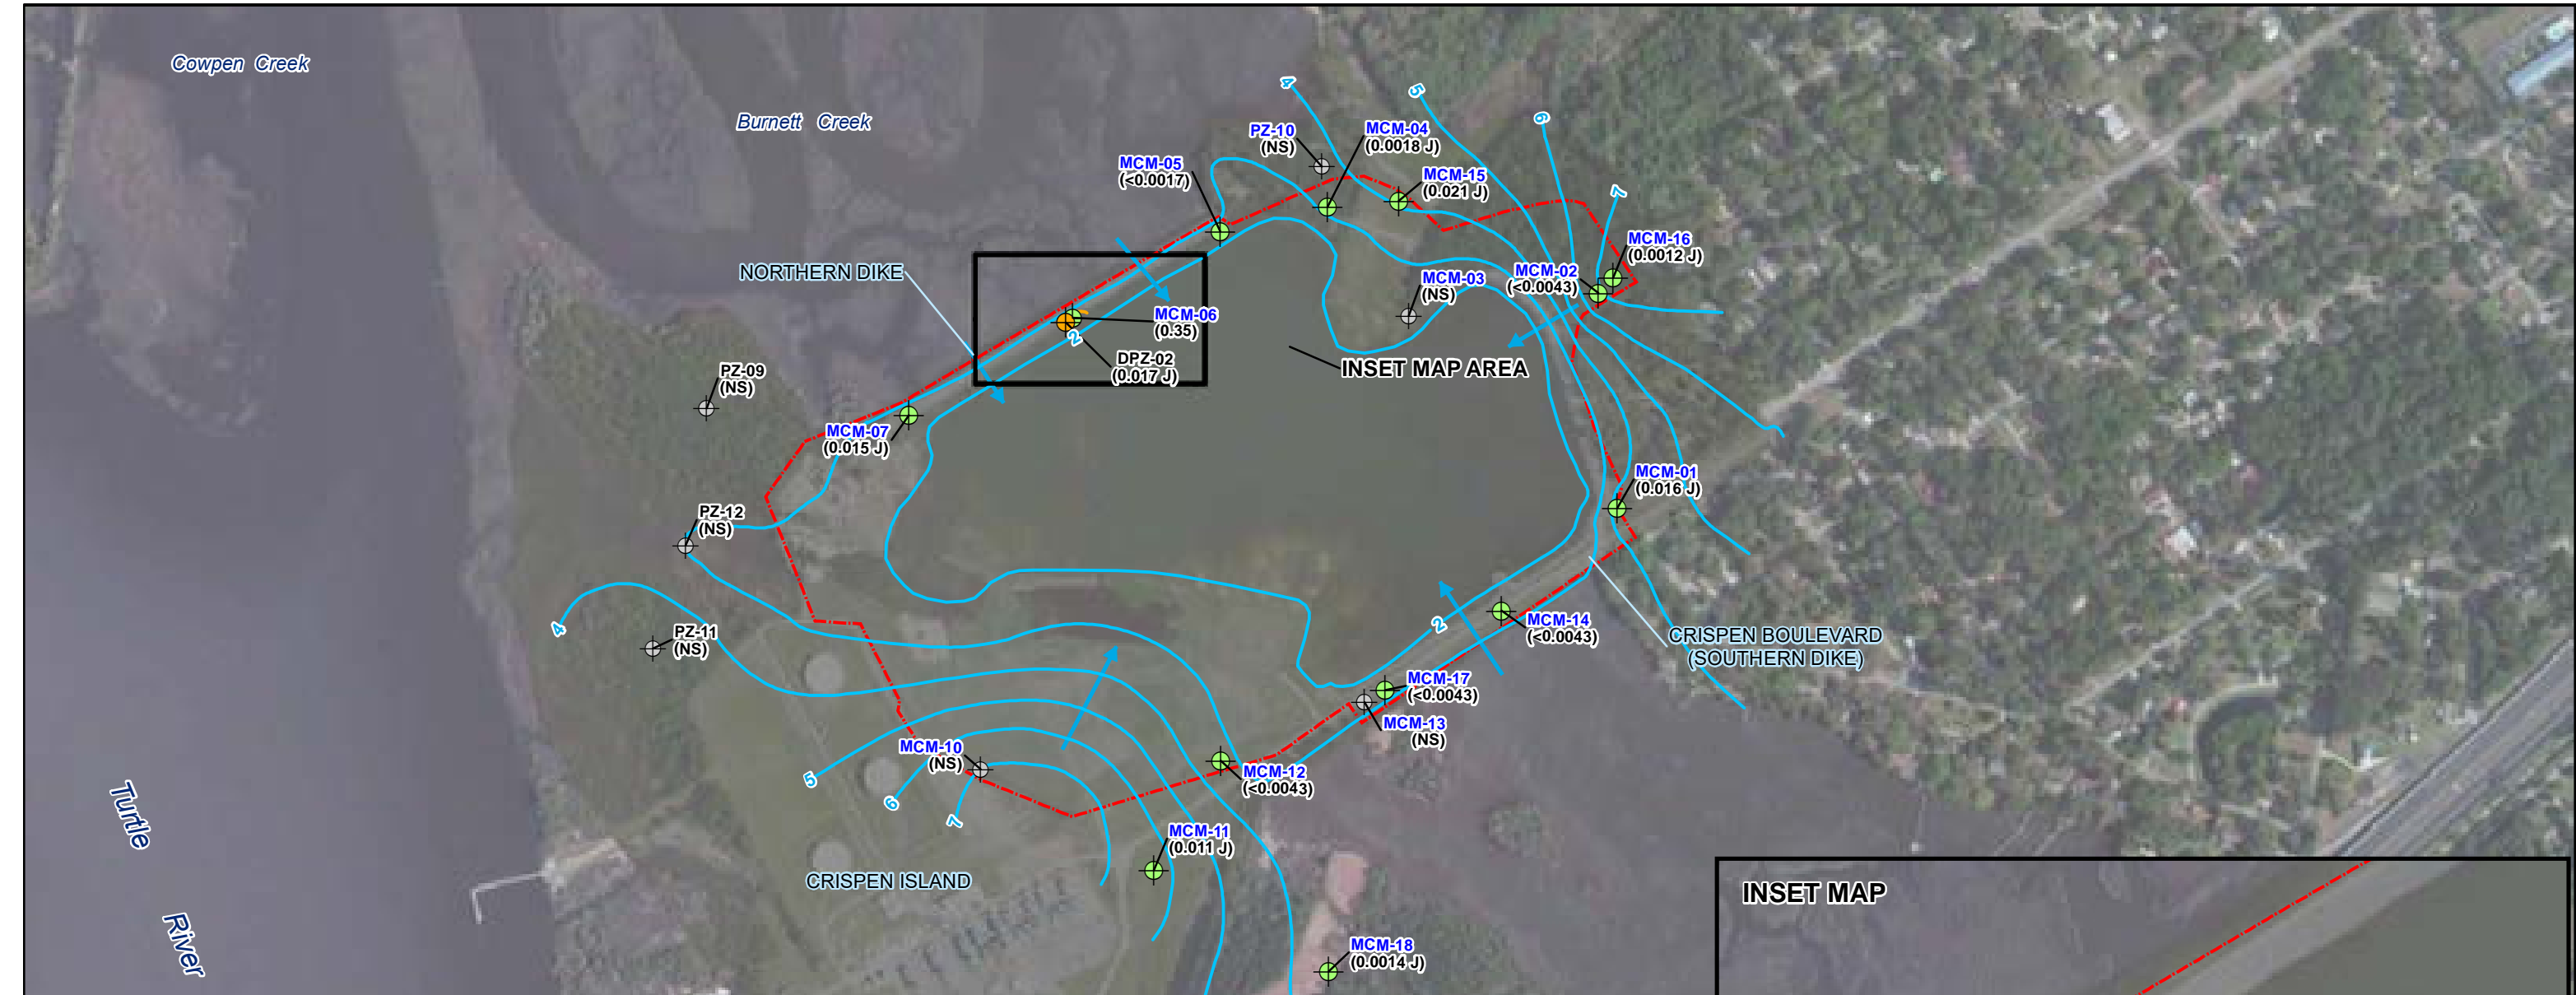 Cowpen Creek
Burnett Creek
4
5
6
7
PZ-10
(NS)
MCM-04
(0.0018 J)
MCM-05
(<0.0017)
MCM-15
(0.021 J)
MCM-16
(0.0012 J)
NORTHERN DIKE
MCM-02
(<0.0043)
MCM-03
(NS)
MCM-06
(0.35)
2
DPZ-02
(0.017 J)
INSET MAP AREA
PZ-09
(NS)
MCM-07
(0.015 J)
MCM-01
(0.016 J)
PZ-12
(NS)
4
PZ-11
(NS)
2
MCM-14
(<0.0043)
CRISPEN BOULEVARD
(SOUTHERN DIKE)
MCM-17
(<0.0043)
MCM-13
(NS)
MCM-10
(NS)
5
6
7
MCM-12
(<0.0043)
Turtle
River
MCM-11
(0.011 J)
CRISPEN ISLAND
MCM-18
(0.0014 J)
INSET MAP